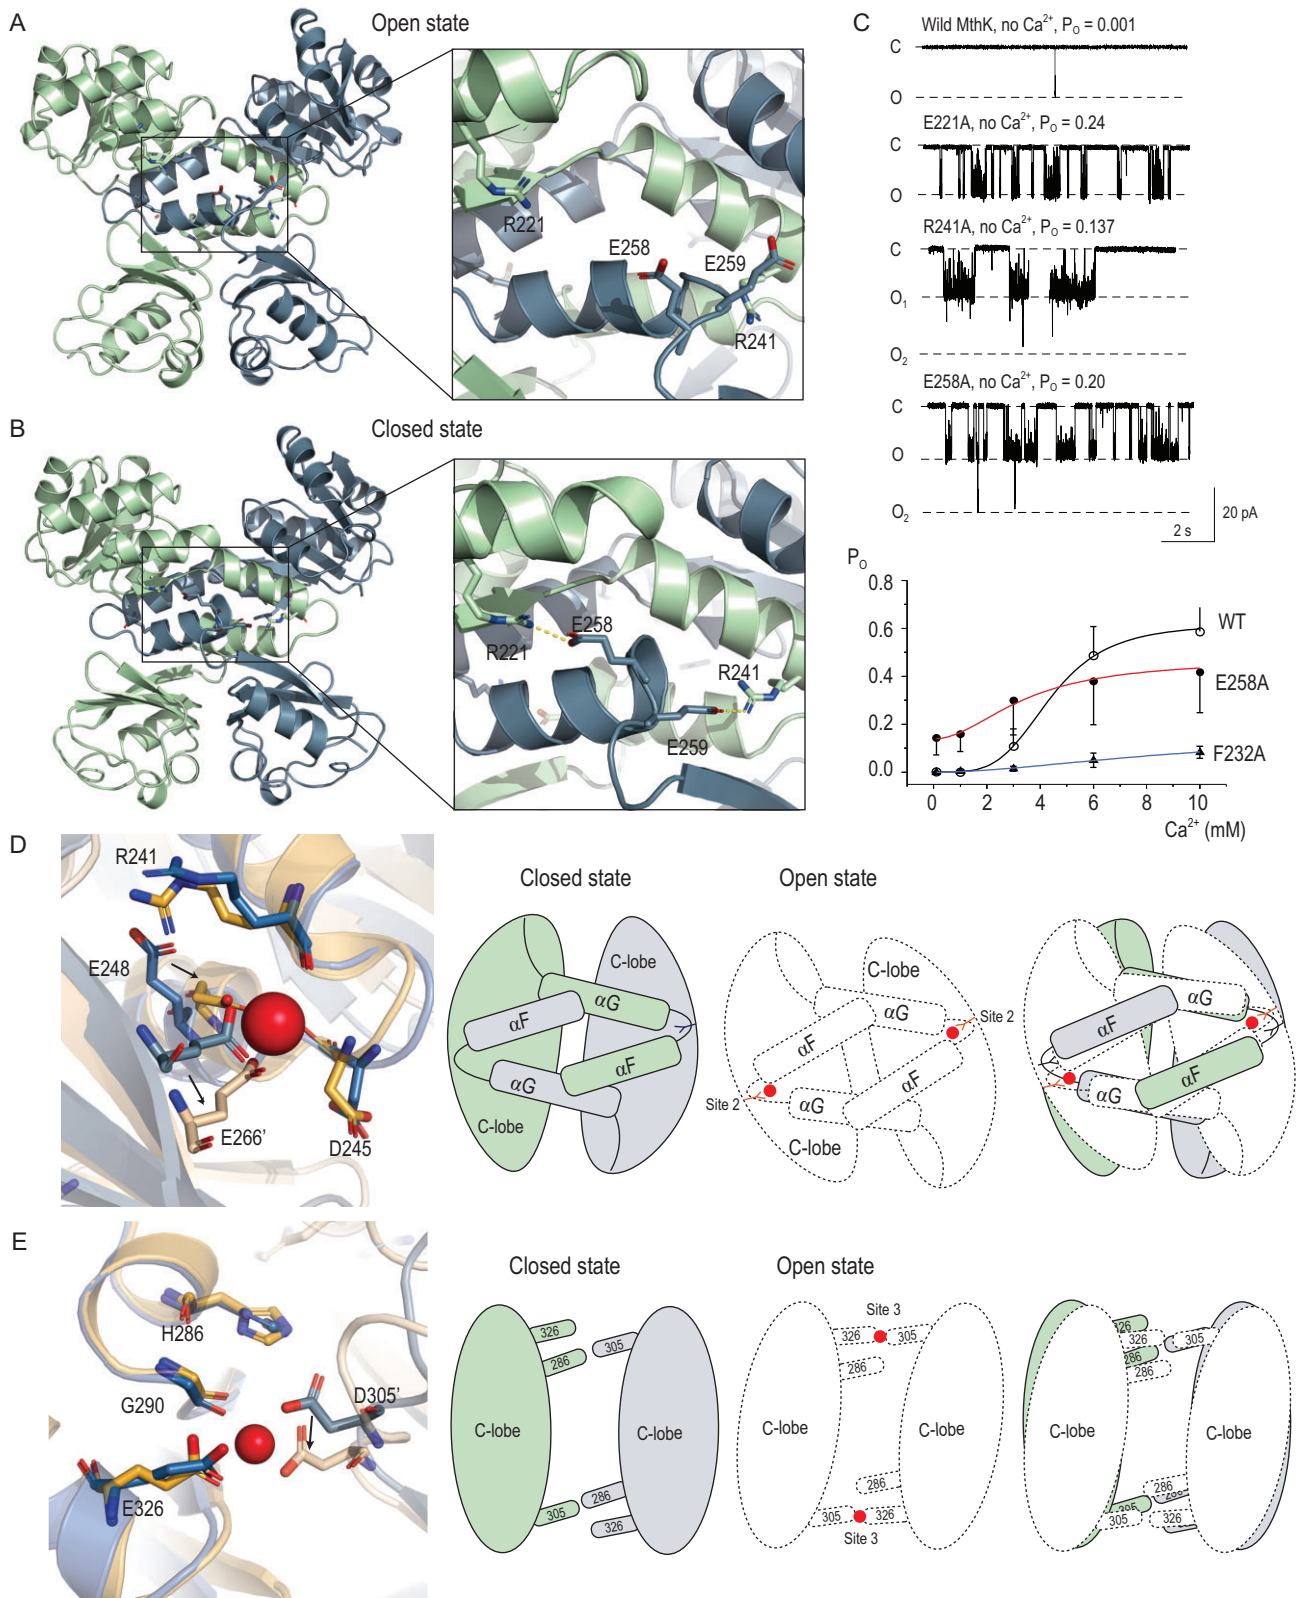 A
Open state
R221
E258
E259
R241
B
Closed state
R221
E258
R241
E259
C
Wild MthK, no Ca²⁺, P_O = 0.001
C
O
E221A, no Ca²⁺, P_O = 0.24
C
O
R241A, no Ca²⁺, P_O = 0.137
C
O₁
O₂
E258A, no Ca²⁺, P_O = 0.20
C
O
O₂
20 pA
2 s
P_O
0.8
0.6
0.4
0.2
0.0
WT
E258A
F232A
0 2 4 6 8 10
Ca²⁺ (mM)
D
R241
E248
E266'
D245
Closed state
Open state
C-lobe
αG
αF
αF
αG
C-lobe
C-lobe
αG
Site 2
αF
αF
Site 2
αG
C-lobe
αG
αF
αF
αG
E
H286
G290
D305'
E326
Closed state
Open state
326
305
286
C-lobe
C-lobe
286
305
326
Site 3
326
305
286
C-lobe
C-lobe
286
305
326
Site 3
326
326
305
286
C-lobe
C-lobe
286
305
326